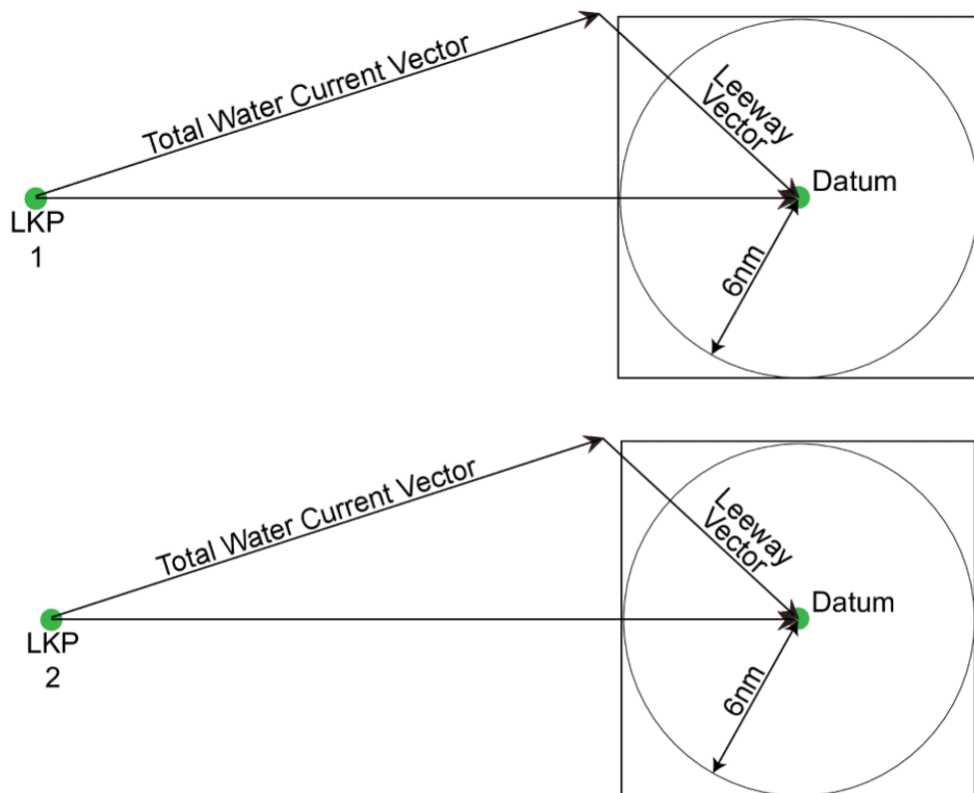 Total Water Current Vector
Leeway
Vector
Datum
LKP
1
6nm
Total Water Current Vector
Leeway
Vector
Datum
LKP
2
6nm